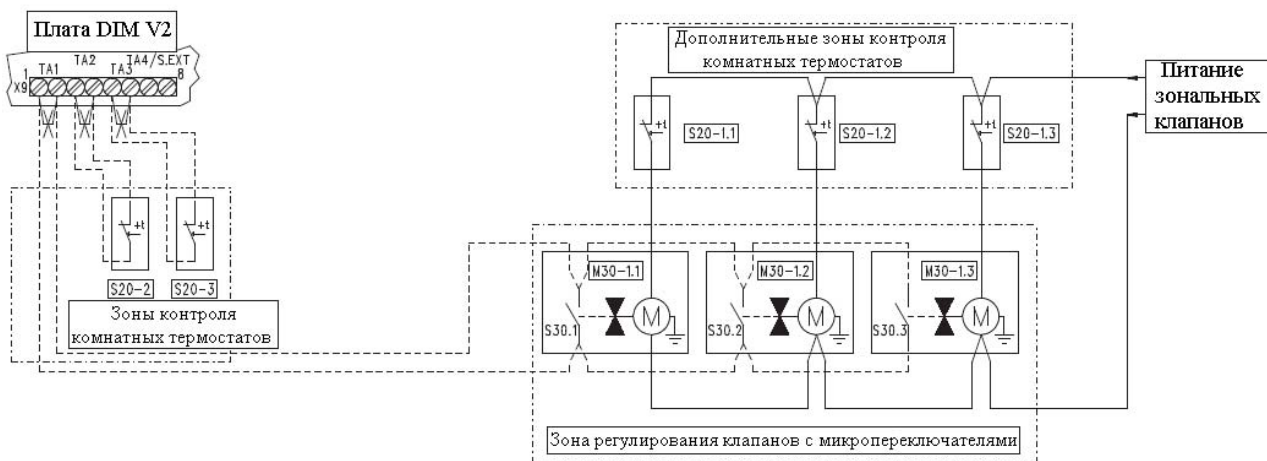 Плата DIM V2
TA1
TA2
TA3
TA4/S.EXT
1
8
X9
Дополнительные зоны контроля
комнатных термостатов
Питание
зональных
клапанов
+t
S20-1.1
+t
S20-1.2
+t
S20-1.3
+t
+t
S20-2
S20-3
Зоны контроля
комнатных термостатов
M30-1.1
M30-1.2
M30-1.3
S30.1
M
S30.2
M
S30.3
M
Зона регулирования клапанов с микропереключателями